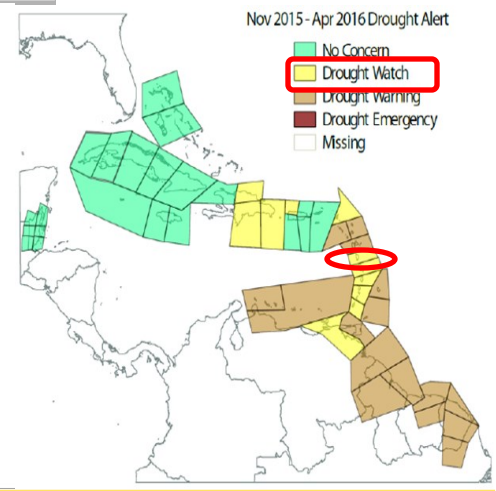 Nov 2015 - Apr 2016 Drought Alert
No Concern
Drought Watch
Drought Warning
Drought Emergency
Missing